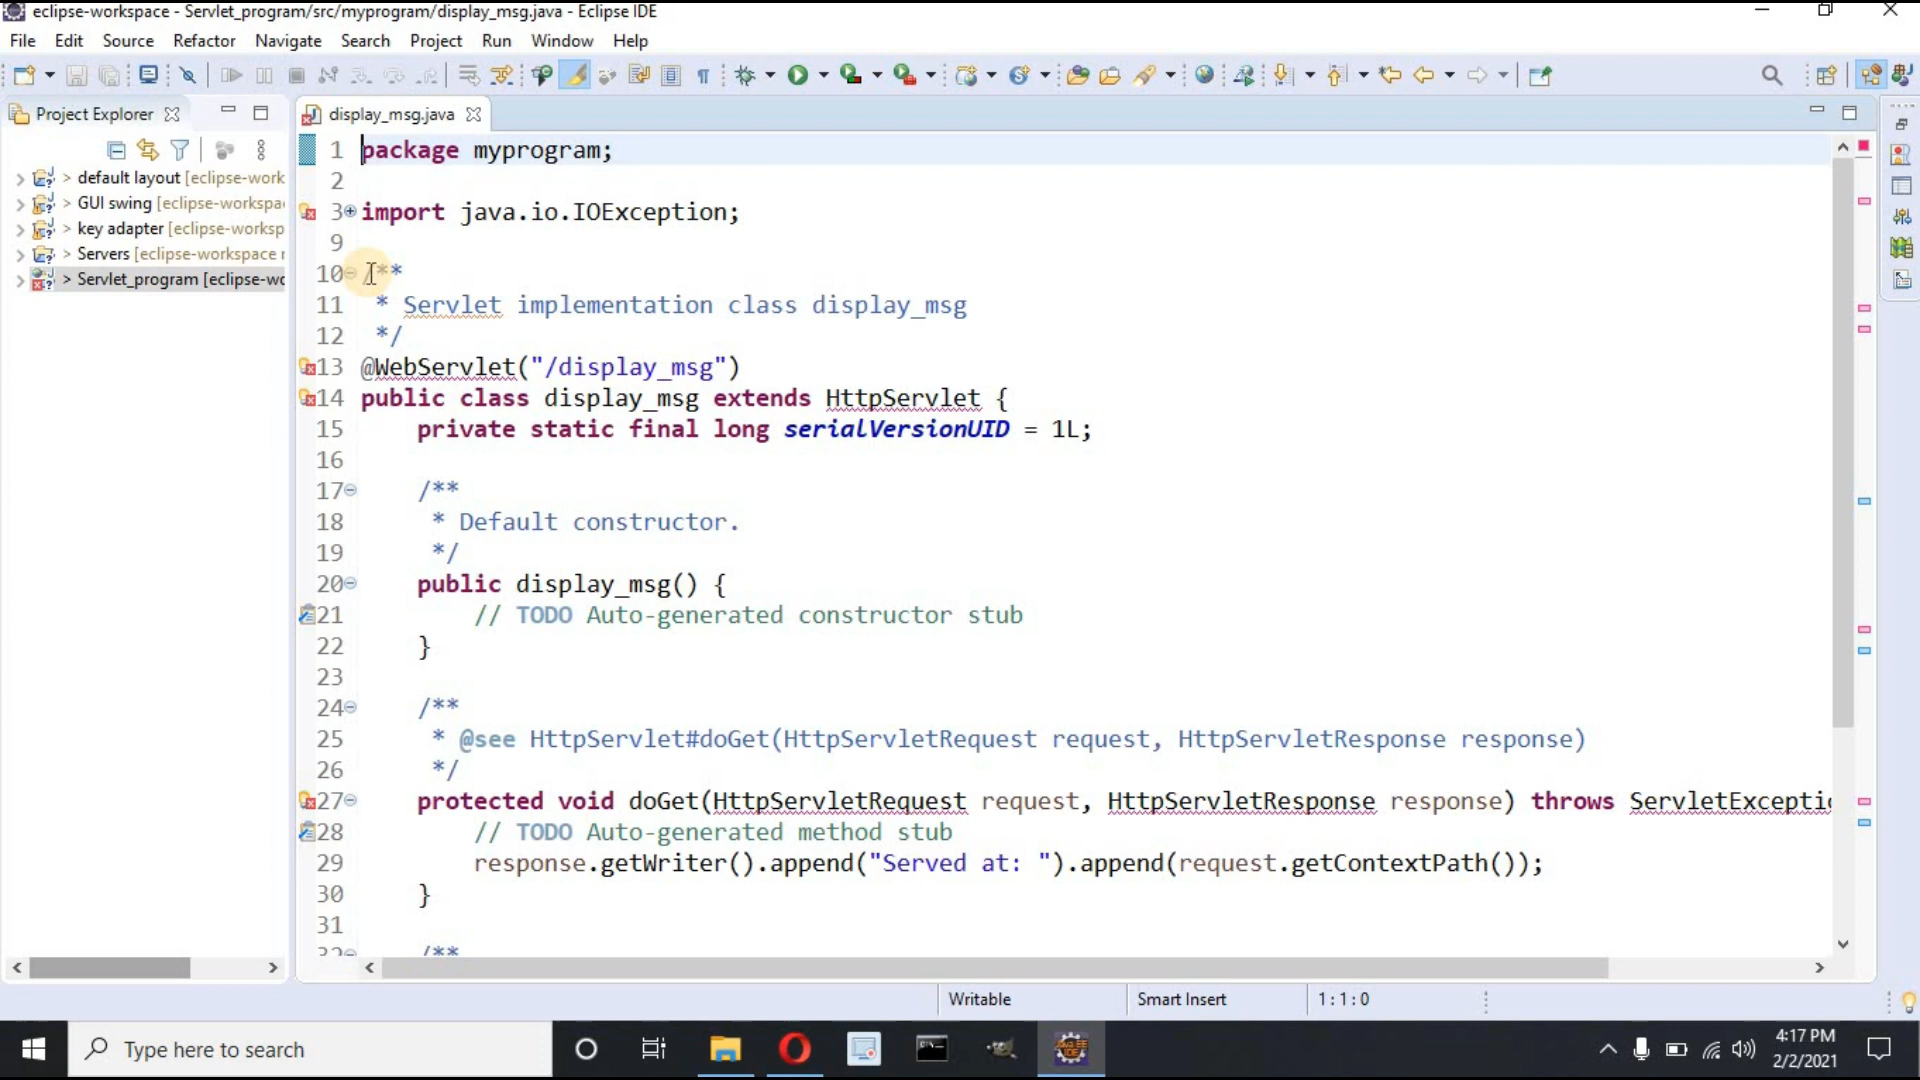 eclipse-workspace - Servlet_program/src/myprogram/display_msg.java - Eclipse IDE
File Edit Source Refactor Navigate Search Project Run Window Help
Project Explorer
display_msg.java
> default layout [eclipse-work
> GUI swing [eclipse-workspa
> key adapter [eclipse-worksp
> Servers [eclipse-workspace r
> Servlet_program [eclipse-wo
1 package myprogram;
2
3 import java.io.IOException;
9
10 /**
11 * Servlet implementation class display_msg
12 */
13 @WebServlet("/display_msg")
14 public class display_msg extends HttpServlet {
15 private static final long serialVersionUID = 1L;
16
17 /**
18 * Default constructor.
19 */
20 public display_msg() {
21 // TODO Auto-generated constructor stub
22 }
23
24 /**
25 * @see HttpServlet#doGet(HttpServletRequest request, HttpServletResponse response)
26 */
27 protected void doGet(HttpServletRequest request, HttpServletResponse response) throws ServletExceptio
28 // TODO Auto-generated method stub
29 response.getWriter().append("Served at: ").append(request.getContextPath());
30 }
31
32 /**
Writable Smart Insert 1 : 1 : 0
Type here to search
4:17 PM
2/2/2021